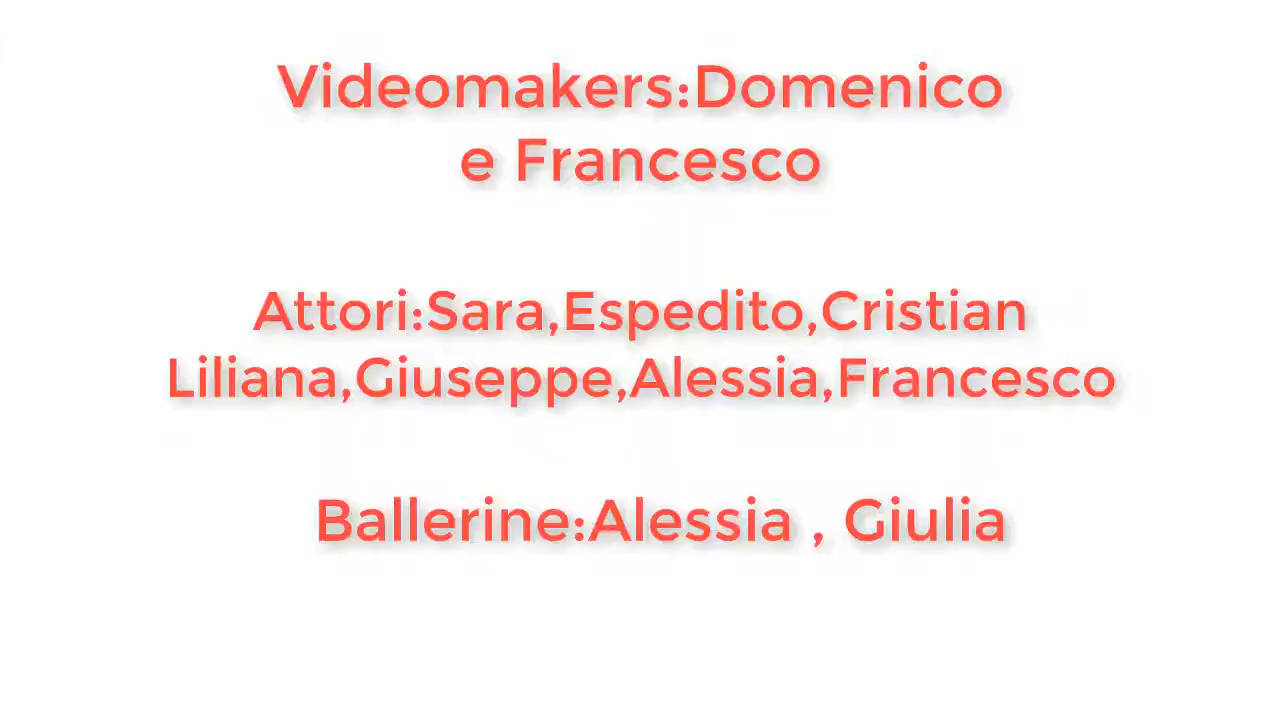 Videomakers:Domenico
e Francesco
Attori:Sara,Espedito,Cristian
Liliana,Giuseppe,Alessia,Francesco
Ballerine:Alessia , Giulia